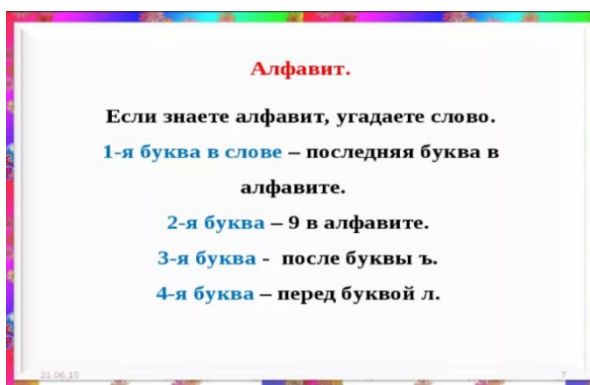 Алфавит.
Если знаете алфавит, угадаете слово.
1-я буква в слове – последняя буква в
алфавите.
2-я буква – 9 в алфавите.
3-я буква - после буквы ъ.
4-я буква – перед буквой л.
21.06.15
7